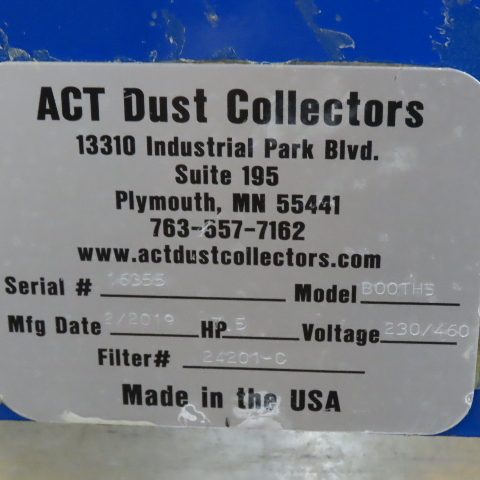 ACT Dust Collectors
13310 Industrial Park Blvd.
Suite 195
Plymouth, MN 55441
763-557-7162
www.actdustcollectors.com
Serial # 16355 Model BOOTH5
Mfg Date 2/2019 HP 7.5 Voltage 230/460
Filter# 24201-C
Made in the USA